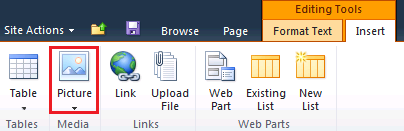 Editing Tools
Site Actions Browse Page Format Text Insert
Table Picture Link Upload File Web Part Existing List New List
Tables Media Links Web Parts